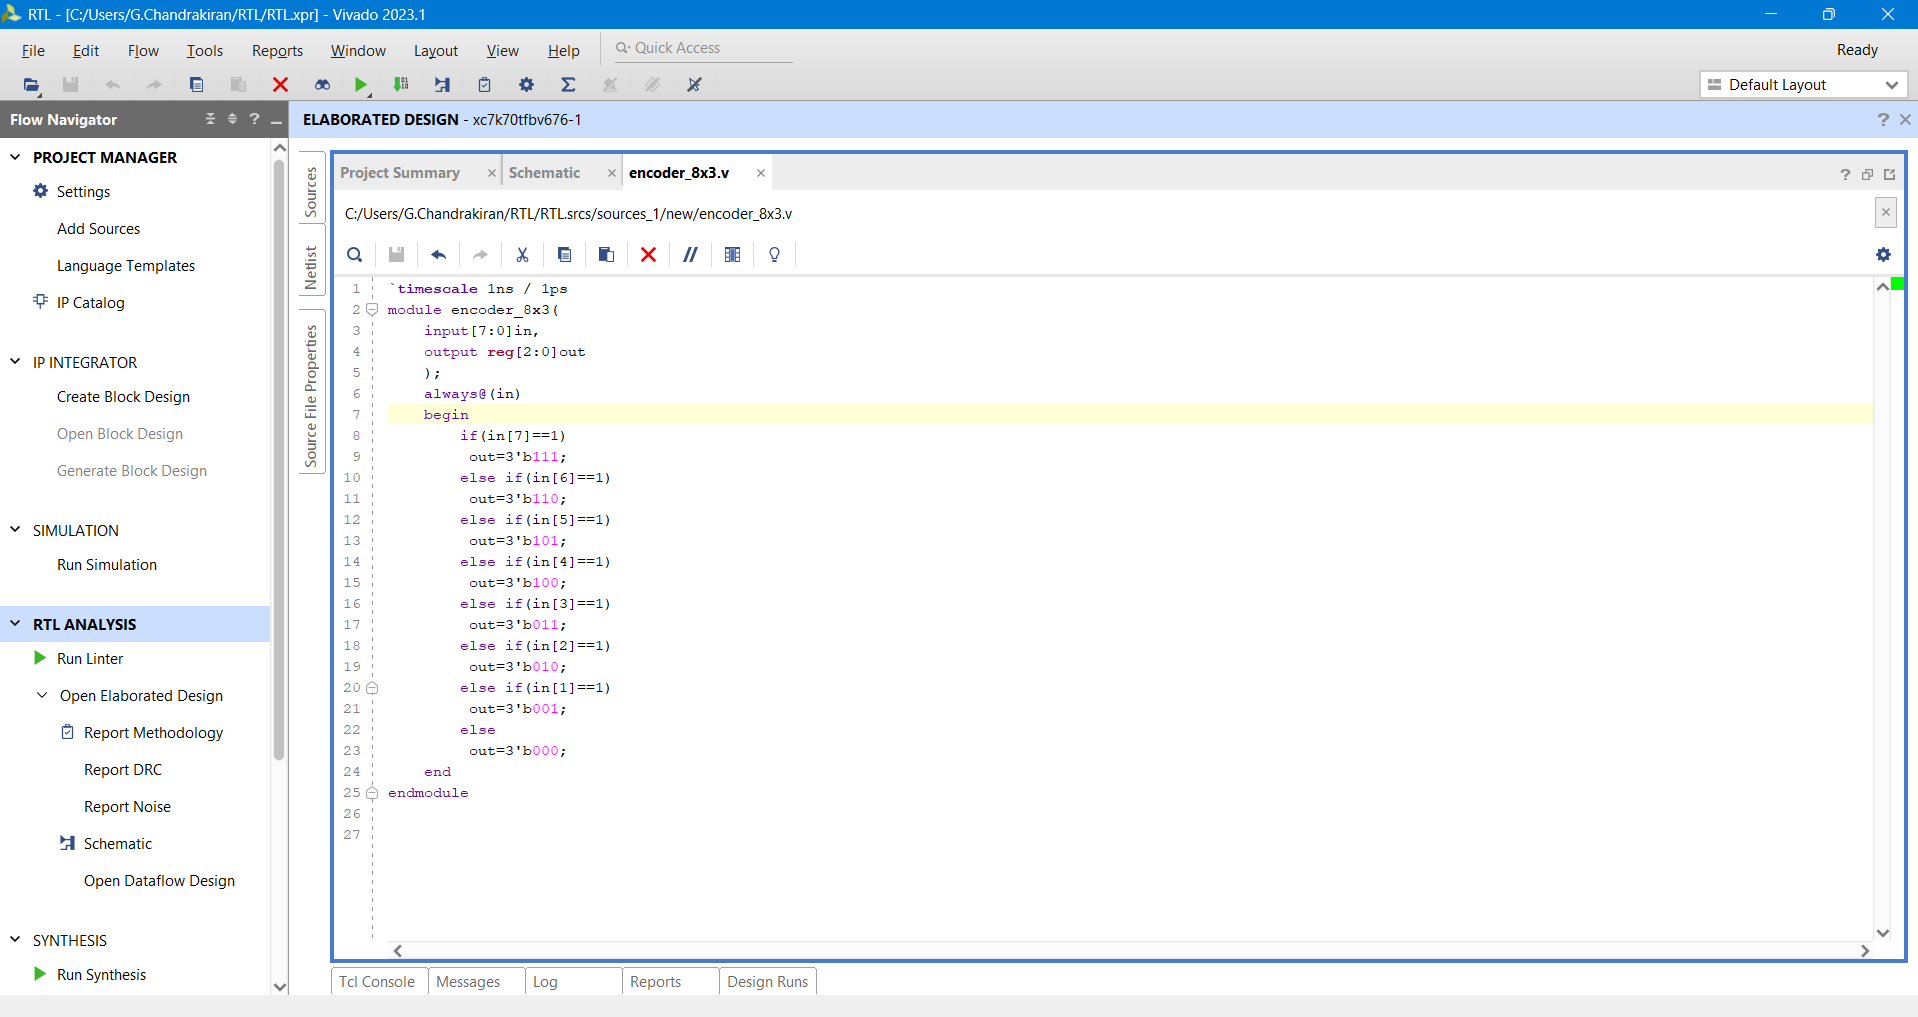 RTL - [C:/Users/G.Chandrakiran/RTL/RTL.xpr] - Vivado 2023.1
File Edit Flow Tools Reports Window Layout View Help Quick Access Ready
Default Layout
Flow Navigator
PROJECT MANAGER
Settings
Add Sources
Language Templates
IP Catalog
IP INTEGRATOR
Create Block Design
Open Block Design
Generate Block Design
SIMULATION
Run Simulation
RTL ANALYSIS
Run Linter
Open Elaborated Design
Report Methodology
Report DRC
Report Noise
Schematic
Open Dataflow Design
SYNTHESIS
Run Synthesis
ELABORATED DESIGN - xc7k70tfbv676-1
Sources
Netlist
Source File Properties
Project Summary Schematic encoder_8x3.v
C:/Users/G.Chandrakiran/RTL/RTL.srcs/sources_1/new/encoder_8x3.v
1 `timescale 1ns / 1ps
2 module encoder_8x3(
3 input[7:0]in,
4 output reg[2:0]out
5 );
6 always@(in)
7 begin
8 if(in[7]==1)
9 out=3'b111;
10 else if(in[6]==1)
11 out=3'b110;
12 else if(in[5]==1)
13 out=3'b101;
14 else if(in[4]==1)
15 out=3'b100;
16 else if(in[3]==1)
17 out=3'b011;
18 else if(in[2]==1)
19 out=3'b010;
20 else if(in[1]==1)
21 out=3'b001;
22 else
23 out=3'b000;
24 end
25 endmodule
26
27
Tcl Console Messages Log Reports Design Runs